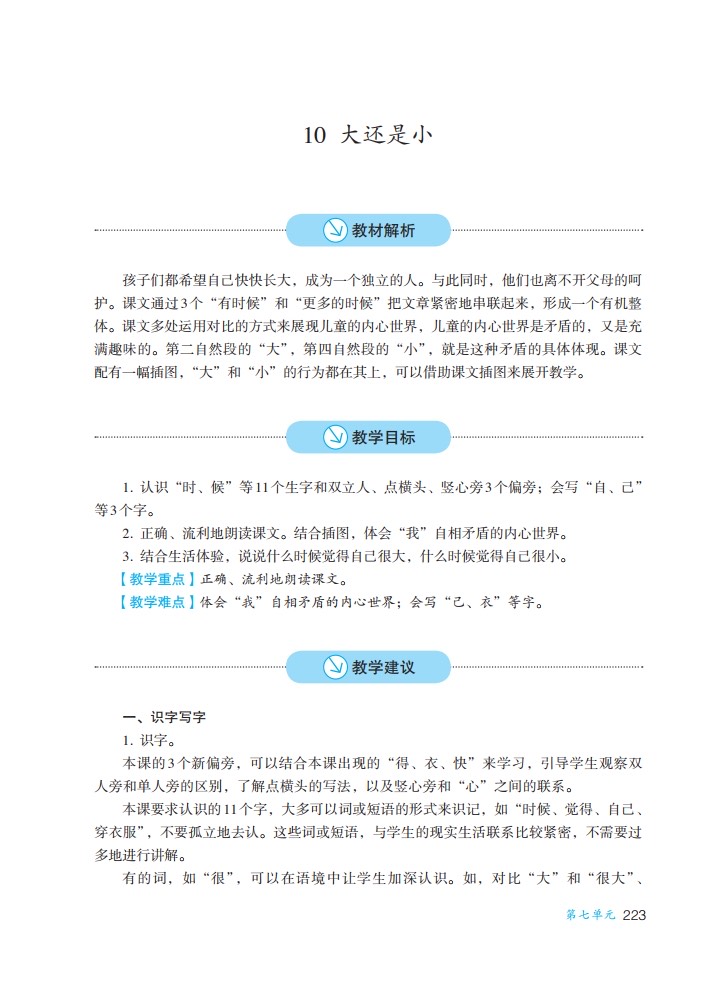 10 大还是小
教材解析
孩子们都希望自己快快长大，成为一个独立的人。与此同时，他们也离不开父母的呵
护。课文通过3个“有时候”和“更多的时候”把文章紧密地串联起来，形成一个有机整
体。课文多处运用对比的方式来展现儿童的内心世界，儿童的内心世界是矛盾的，又是充
满趣味的。第二自然段的“大”，第四自然段的“小”，就是这种矛盾的具体体现。课文
配有一幅插图，“大”和“小”的行为都在其上，可以借助课文插图来展开教学。
教学目标
1. 认识“时、候”等11个生字和双立人、点横头、竖心旁3个偏旁；会写“自、己”
等3个字。
2. 正确、流利地朗读课文。结合插图，体会“我”自相矛盾的内心世界。
3. 结合生活体验，说说什么时候觉得自己很大，什么时候觉得自己很小。
【教学重点】正确、流利地朗读课文。
【教学难点】体会“我”自相矛盾的内心世界；会写“己、衣”等字。
教学建议
一、识字写字
1. 识字。
本课的3个新偏旁，可以结合本课出现的“得、衣、快”来学习，引导学生观察双
人旁和单人旁的区别，了解点横头的写法，以及竖心旁和“心”之间的联系。
本课要求认识的11个字，大多可以词或短语的形式来识记，如“时候、觉得、自己、
穿衣服”，不要孤立地去认。这些词或短语，与学生的现实生活联系比较紧密，不需要过
多地进行讲解。
有的词，如“很”，可以在语境中让学生加深认识。如，对比“大”和“很大”、
第七单元 223